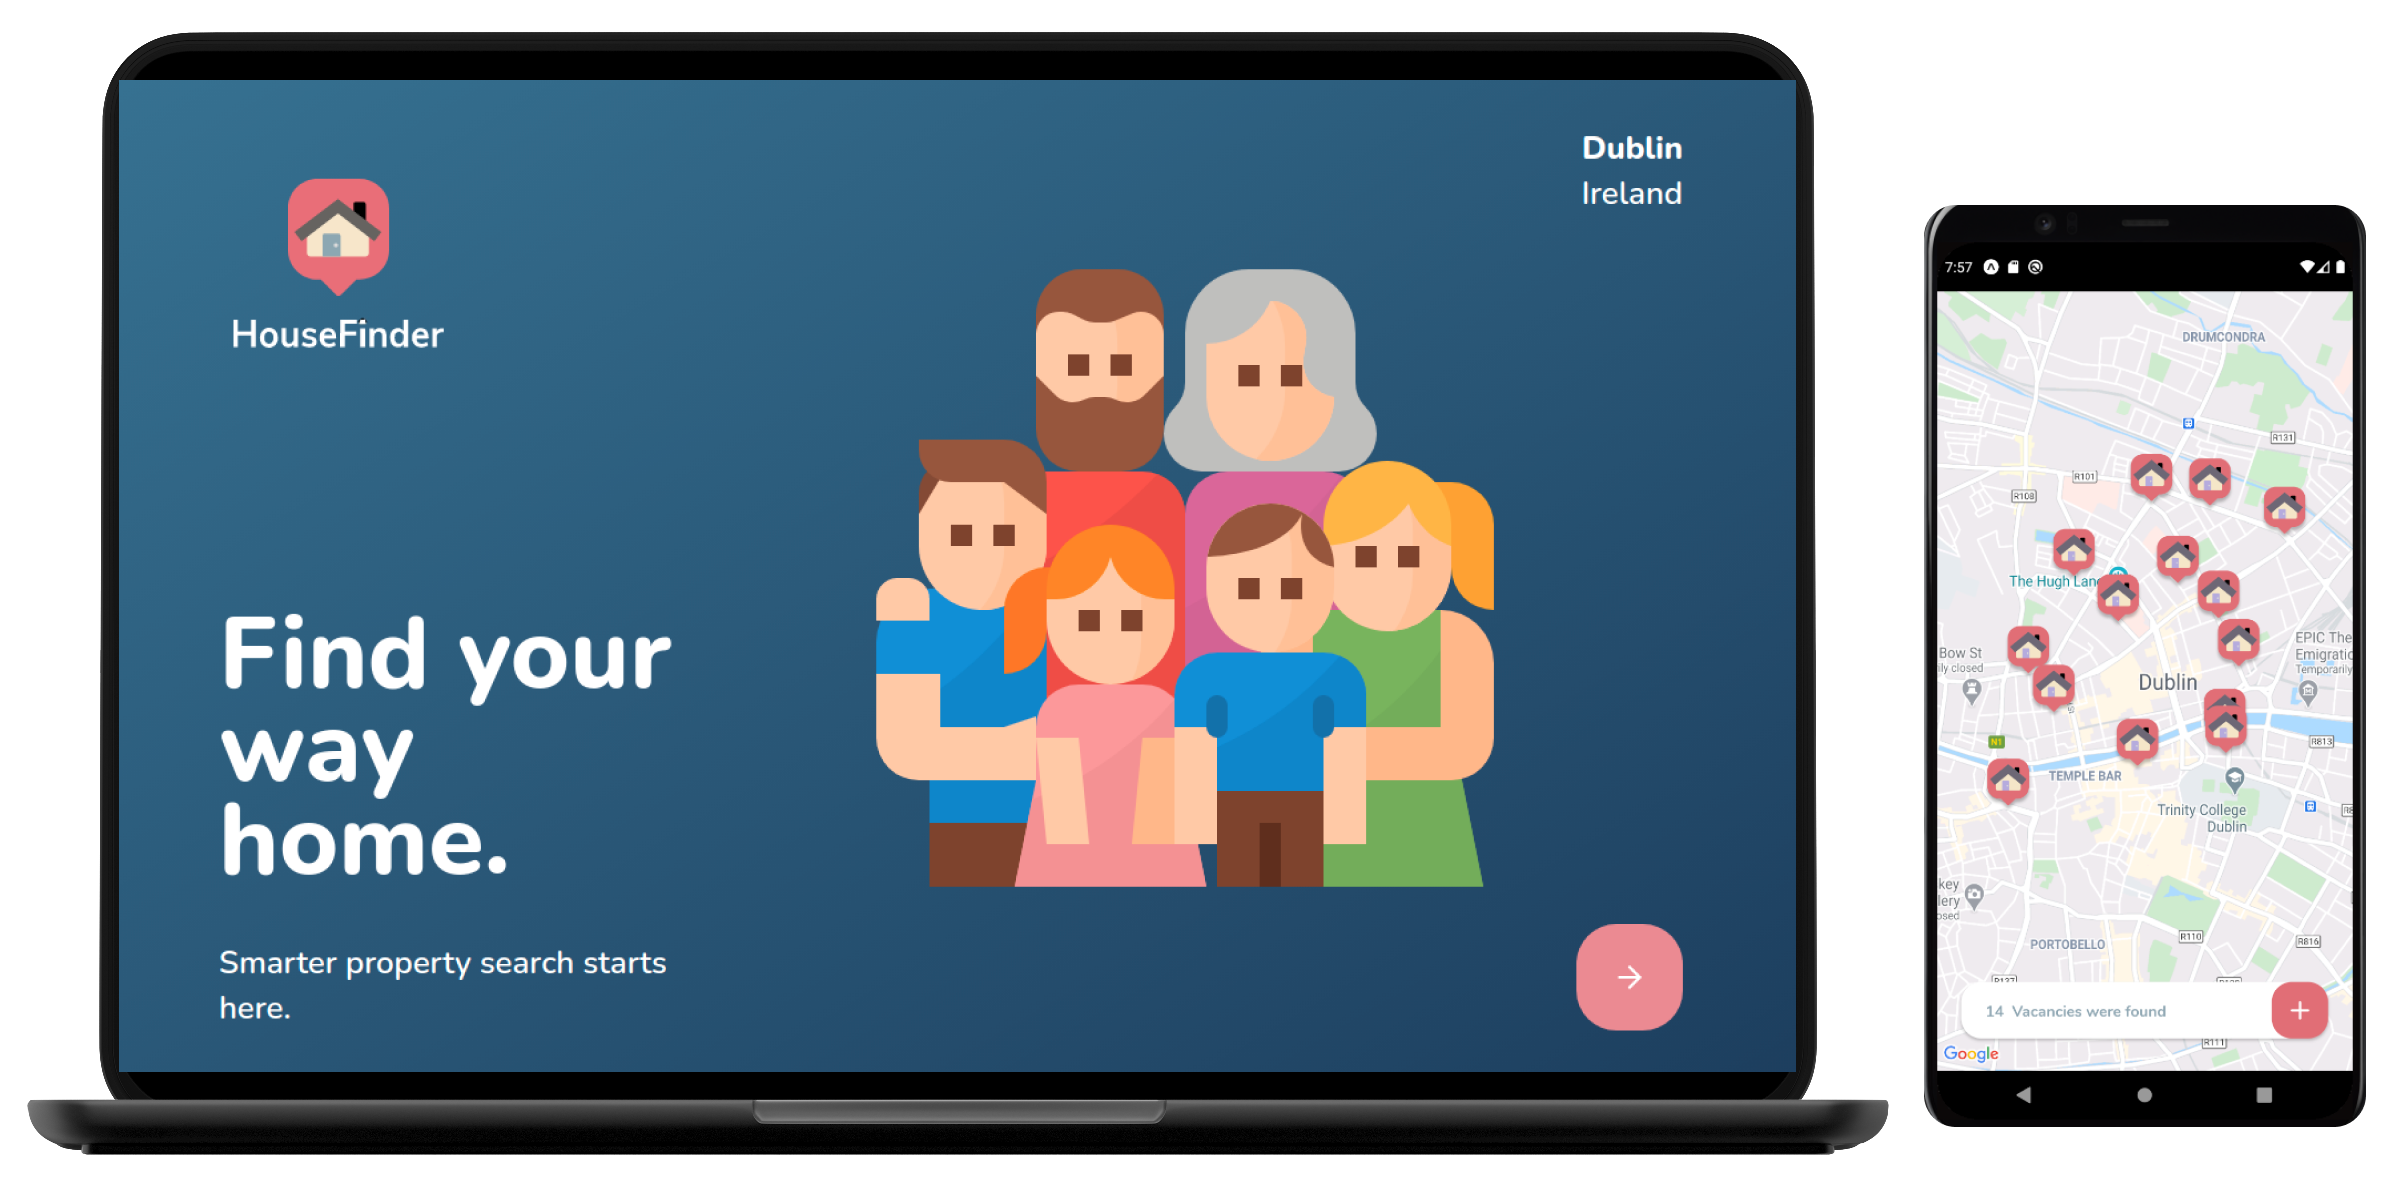 Dublin
Ireland
HouseFinder
Find your
way
home.
Smarter property search starts
here.
7:57
DRUMCONDRA
R131
R101
R108
The Hugh Lane
EPIC The
Emigratio
Temporarily
Bow St
ily closed
Dublin
N1
R813
TEMPLE BAR
Trinity College
Dublin
key
lery
osed
PORTOBELLO
R110
R816
R137
14 Vacancies were found
R111
Google